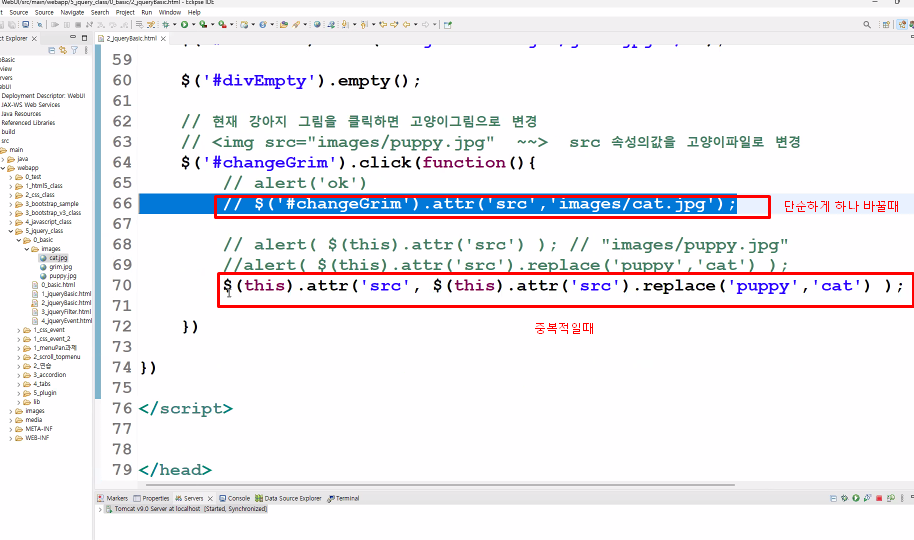 WebUI/src/main/webapp/5_jquery_class/0_basic/2_jqueryBasic.html - Eclipse IDE
t Source Source Navigate Search Project Run Window Help
ct Explorer
2_jqueryBasic.html
Basic
view
rvers
ebUI
Deployment Descriptor: WebUI
JAX-WS Web Services
Java Resources
Referenced Libraries
build
src
main
java
webapp
0_test
1_html5_class
2_css_class
3_bootstrap_sample
3_bootstrap_v3_class
4_javascript_class
5_jquery_class
0_basic
images
cat.jpg
grim.jpg
puppy.jpg
0_basic.html
1_jqueryBasic.html
2_jqueryBasic.html
3_jqueryFilter.html
4_jqueryEvent.html
1_css_event
1_css_event_2
1_menuPan과제
2_scroll_topmenu
2_연습
3_accordion
4_tabs
5_plugin
lib
images
media
META-INF
WEB-INF
59
60 $('#divEmpty').empty();
61
62 // 현재 강아지 그림을 클릭하면 고양이그림으로 변경
63 // <img src="images/puppy.jpg" ~~> src 속성의값을 고양이파일로 변경
64 $('#changeGrim').click(function(){
65 // alert('ok')
66 // $('#changeGrim').attr('src','images/cat.jpg'); 단순하게 하나 바꿀때
67
68 // alert( $(this).attr('src') ); // "images/puppy.jpg"
69 //alert( $(this).attr('src').replace('puppy','cat') );
70 $(this).attr('src', $(this).attr('src').replace('puppy','cat') );
71
중복적일때
72 })
73
74 })
75
76 </script>
77
78
79 </head>
Markers Properties Servers Console Data Source Explorer Terminal
Tomcat v9.0 Server at localhost [Started, Synchronized]